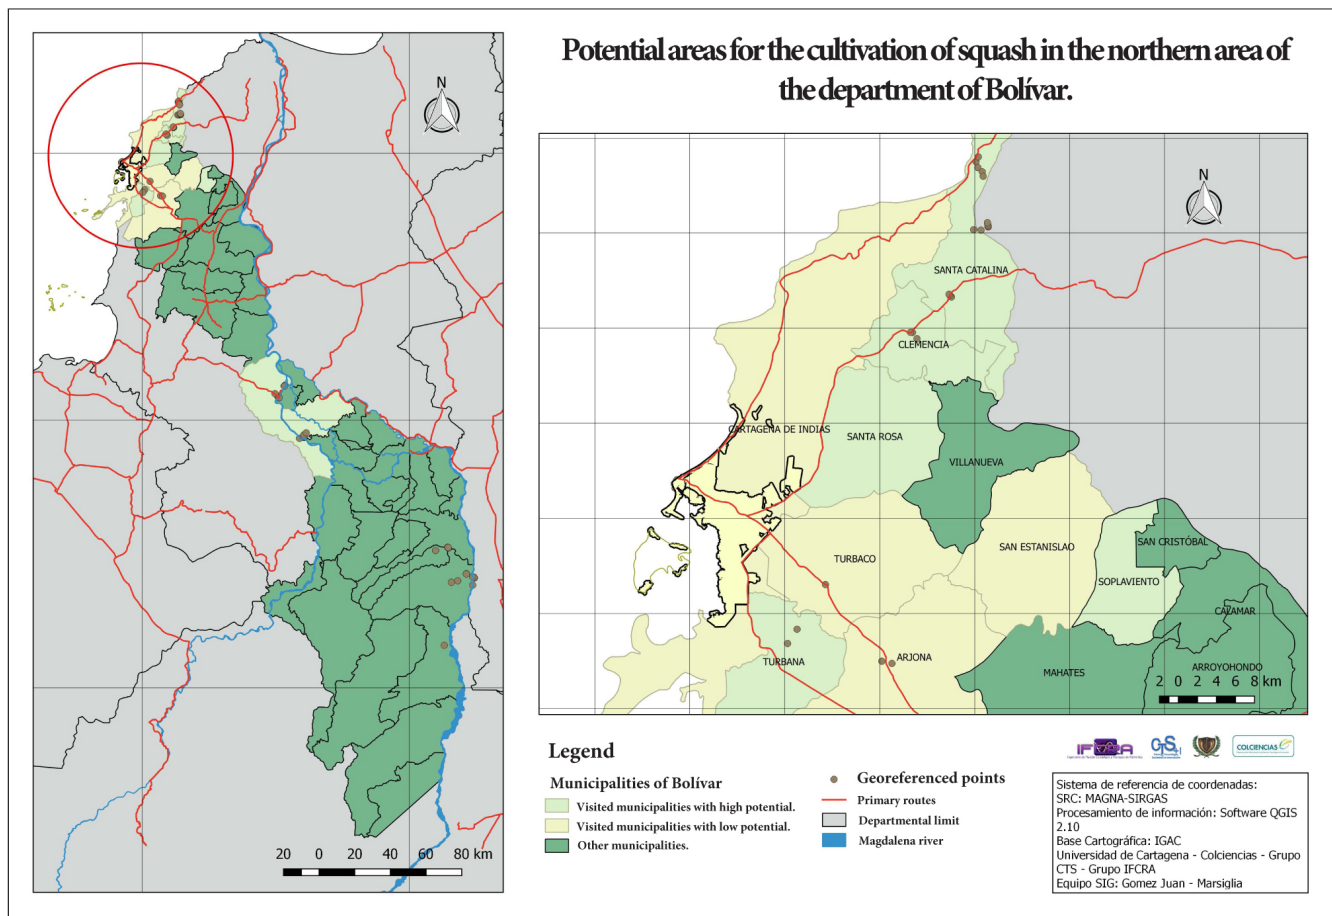 Potential areas for the cultivation of squash in the northern area of
the department of Bolívar.
N
N
SANTA CATALINA
CLEMENCIA
CARTAGENA DE INDIAS
SANTA ROSA
VILLANUEVA
SAN ESTANISLAO
SAN CRISTÓBAL
TURBACO
SOPLAVIENTO
CALAMAR
TURBANA
ARJONA
MAHATES
ARROYOHONDO
2 0 2 4 6 8 km
20 0 20 40 60 80 km
Legend
Municipalities of Bolívar
Visited municipalities with high potential.
Visited municipalities with low potential.
Other municipalities.
Georeferenced points
Primary routes
Departmental limit
Magdalena river
IFCRA
CTS
COLCIENCIAS
Sistema de referencia de coordenadas:
SRC: MAGNA-SIRGAS
Procesamiento de información: Software QGIS
2.10
Base Cartográfica: IGAC
Universidad de Cartagena - Colciencias - Grupo
CTS - Grupo IFCRA
Equipo SIG: Gomez Juan - Marsiglia